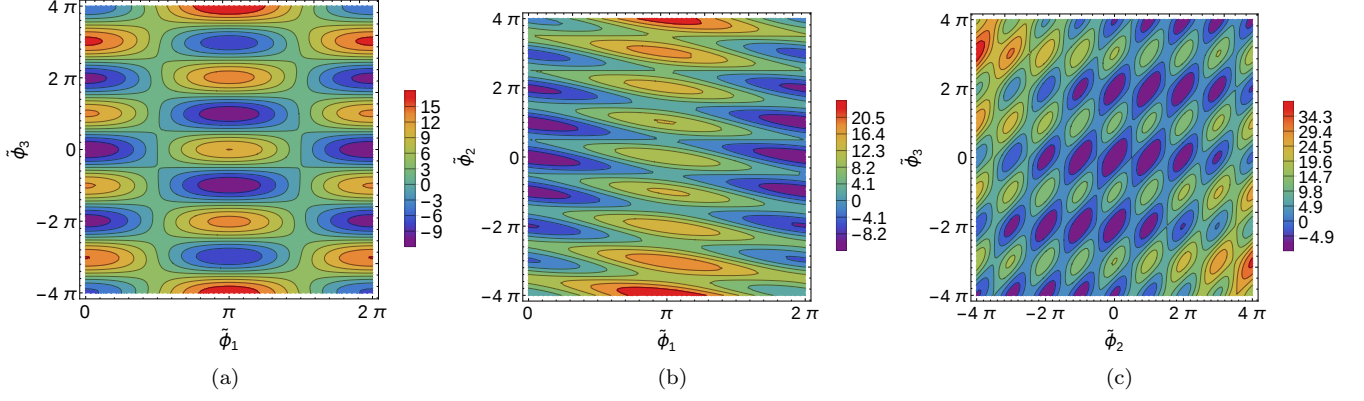 4 π
2 π
0
−2 π
−4 π
ϕ̃₃
0
π
2 π
ϕ̃₁
15
12
9
6
3
0
−3
−6
−9
(a)
4 π
2 π
0
−2 π
−4 π
ϕ̃₂
0
π
2 π
ϕ̃₁
20.5
16.4
12.3
8.2
4.1
0
−4.1
−8.2
(b)
4 π
2 π
0
−2 π
−4 π
ϕ̃₃
−4 π
−2 π
0
2 π
4 π
ϕ̃₂
34.3
29.4
24.5
19.6
14.7
9.8
4.9
0
−4.9
(c)